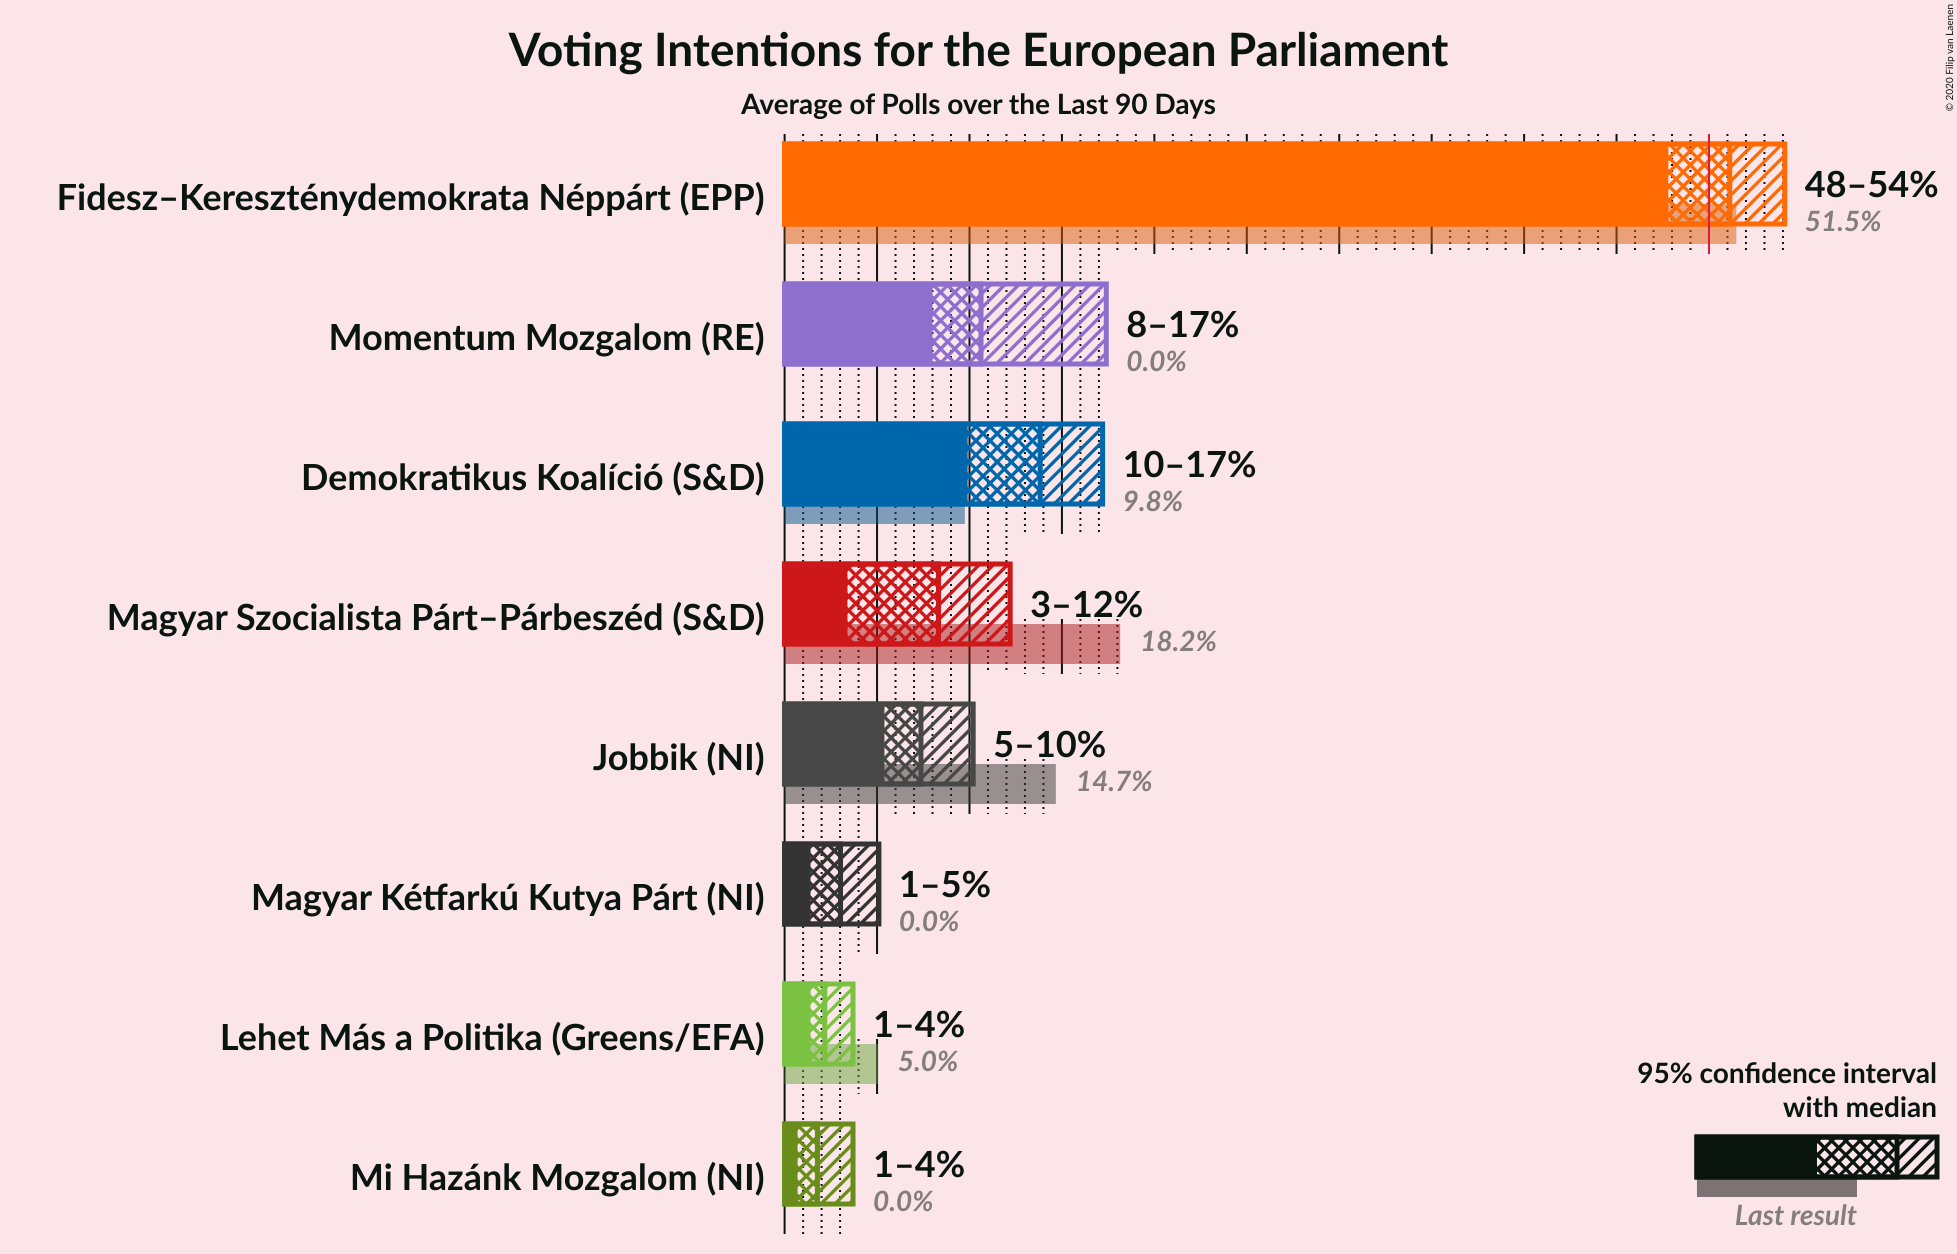 Voting Intentions for the European Parliament
Average of Polls over the Last 90 Days
© 2020 Filip van Laenen
Fidesz–Kereszténydemokrata Néppárt (EPP)
48–54%
51.5%
Momentum Mozgalom (RE)
8–17%
0.0%
Demokratikus Koalíció (S&D)
10–17%
9.8%
Magyar Szocialista Párt–Párbeszéd (S&D)
3–12%
18.2%
Jobbik (NI)
5–10%
14.7%
Magyar Kétfarkú Kutya Párt (NI)
1–5%
0.0%
Lehet Más a Politika (Greens/EFA)
1–4%
5.0%
Mi Hazánk Mozgalom (NI)
1–4%
0.0%
95% confidence interval
with median
Last result